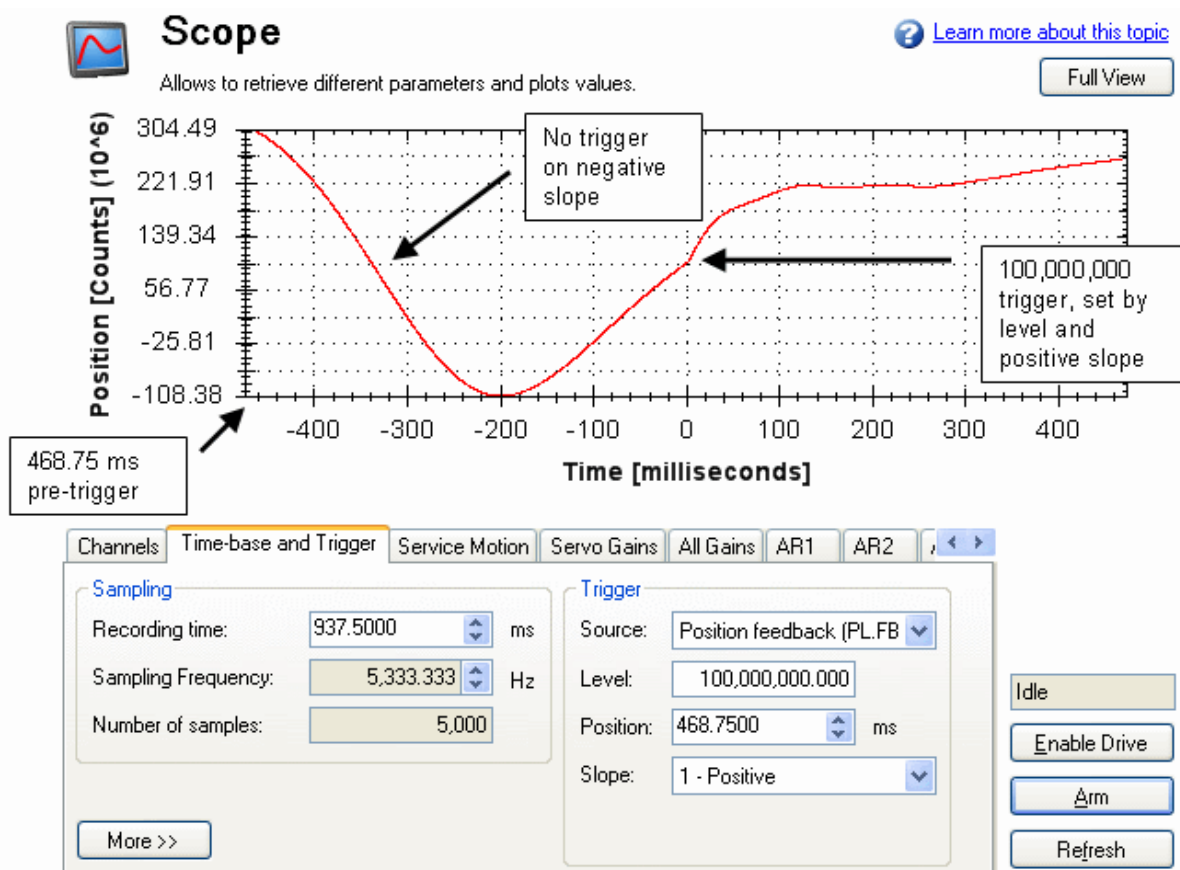 Scope
Learn more about this topic
Allows to retrieve different parameters and plots values.
Full View
Position [Counts] (10^6)
304.49
221.91
139.34
56.77
-25.81
-108.38
No trigger
on negative
slope
100,000,000
trigger, set by
level and
positive slope
468.75 ms
pre-trigger
-400 -300 -200 -100 0 100 200 300 400
Time [milliseconds]
Channels Time-base and Trigger Service Motion Servo Gains All Gains AR1 AR2
Sampling
Recording time: 937.5000 ms
Sampling Frequency: 5,333.333 Hz
Number of samples: 5,000
More >>
Trigger
Source: Position feedback (PL.FB
Level: 100,000,000.000
Position: 468.7500 ms
Slope: 1 - Positive
Idle
Enable Drive
Arm
Refresh